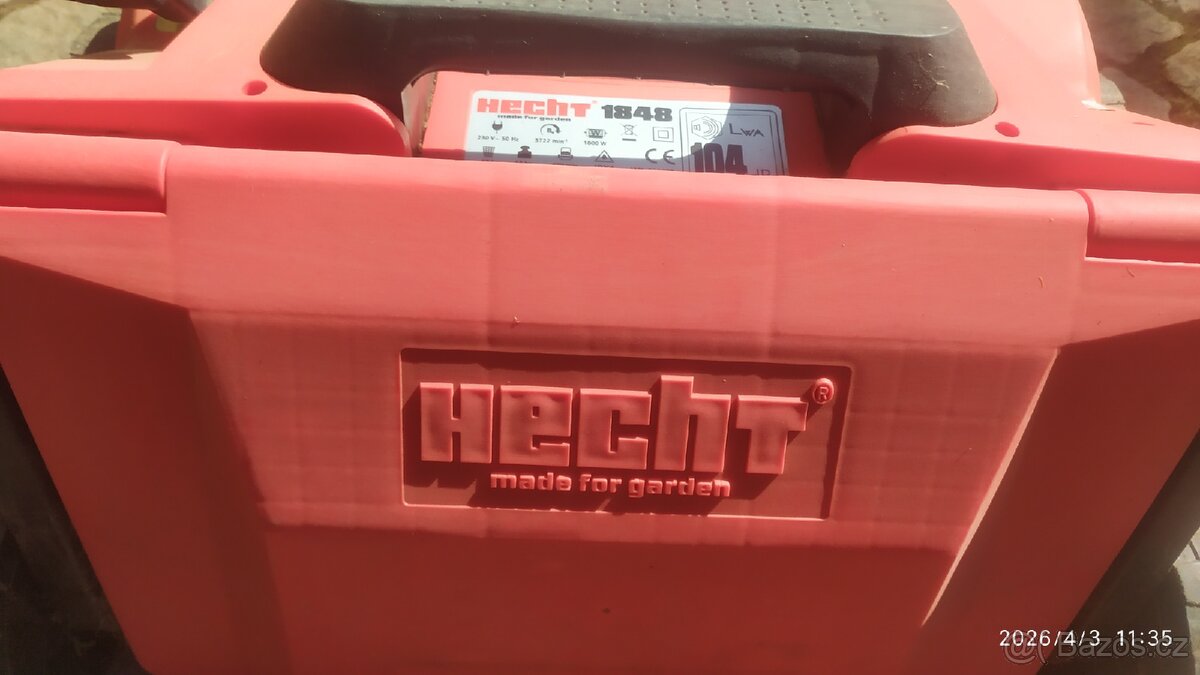 HECHT 1848
made for garden
230 V~ 50 Hz
3722 min⁻¹
1800 W
CE
LWA
104
HECHT ®
made for garden
2026/4/3 11:35
@ Bazos.cz